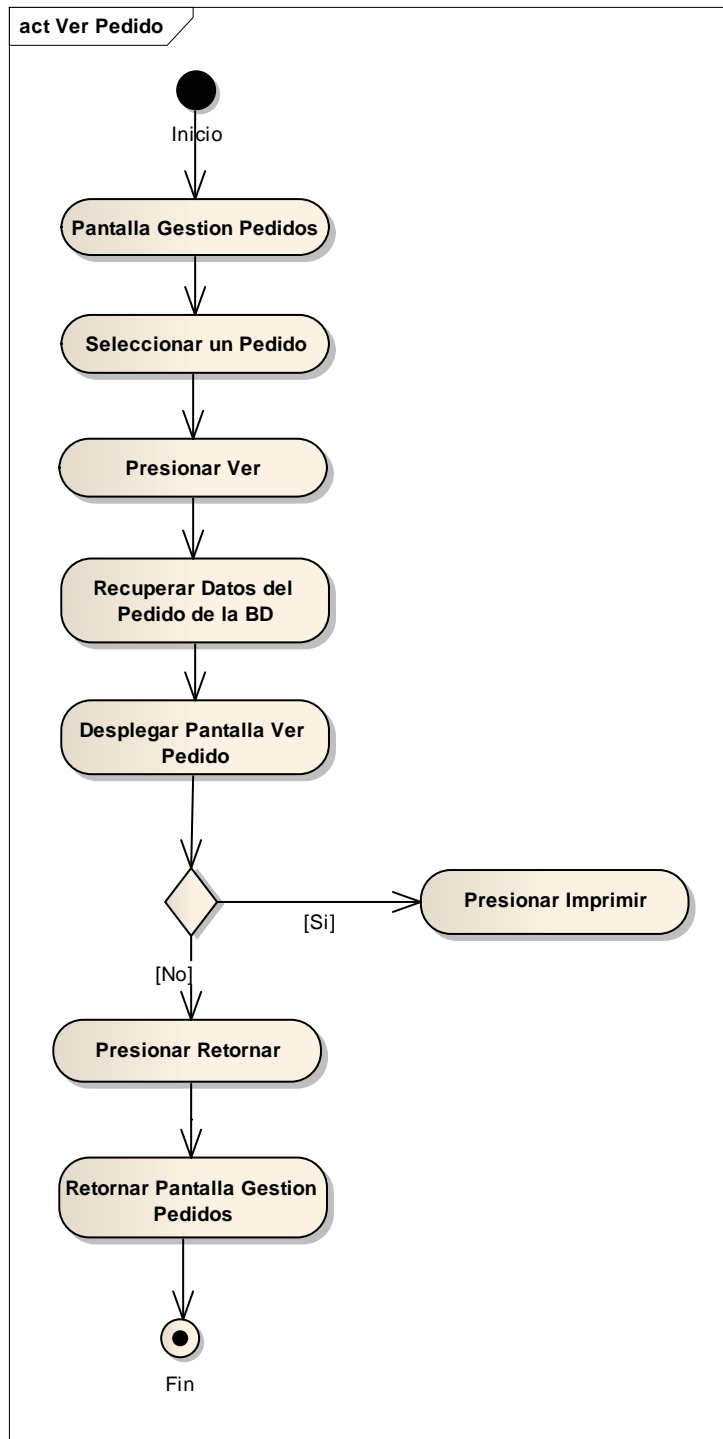 act Ver Pedido
Inicio
Pantalla Gestion Pedidos
Seleccionar un Pedido
Presionar Ver
Recuperar Datos del
Pedido de la BD
Desplegar Pantalla Ver
Pedido
Presionar Imprimir
[Si]
[No]
Presionar Retornar
Retornar Pantalla Gestion
Pedidos
Fin